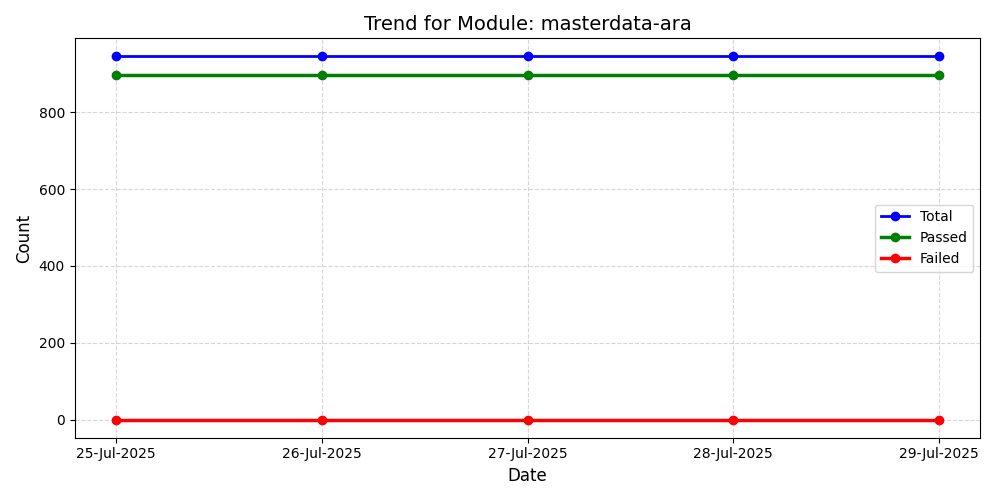 Trend for Module: masterdata-ara
Count
800
600
400
200
0
Total
Passed
Failed
25-Jul-2025
26-Jul-2025
27-Jul-2025
28-Jul-2025
29-Jul-2025
Date